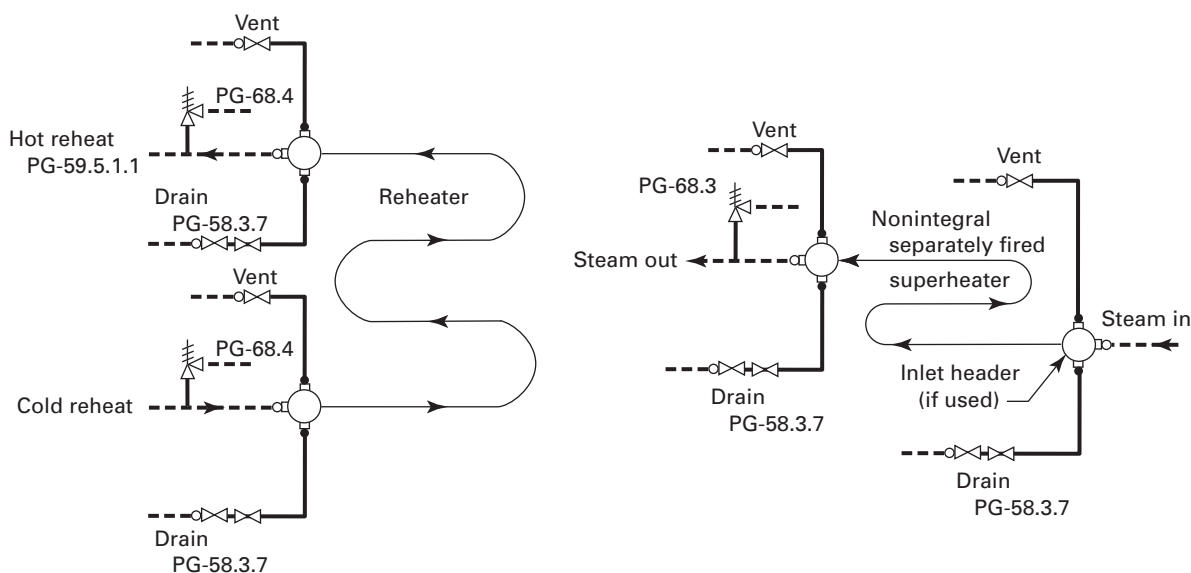 Vent
PG-68.4
Hot reheat
PG-59.5.1.1
Drain
PG-58.3.7
Reheater
Vent
PG-68.4
Cold reheat
Drain
PG-58.3.7
Vent
PG-68.3
Steam out
Nonintegral
separately fired
superheater
Drain
PG-58.3.7
Vent
Steam in
Inlet header
(if used)
Drain
PG-58.3.7